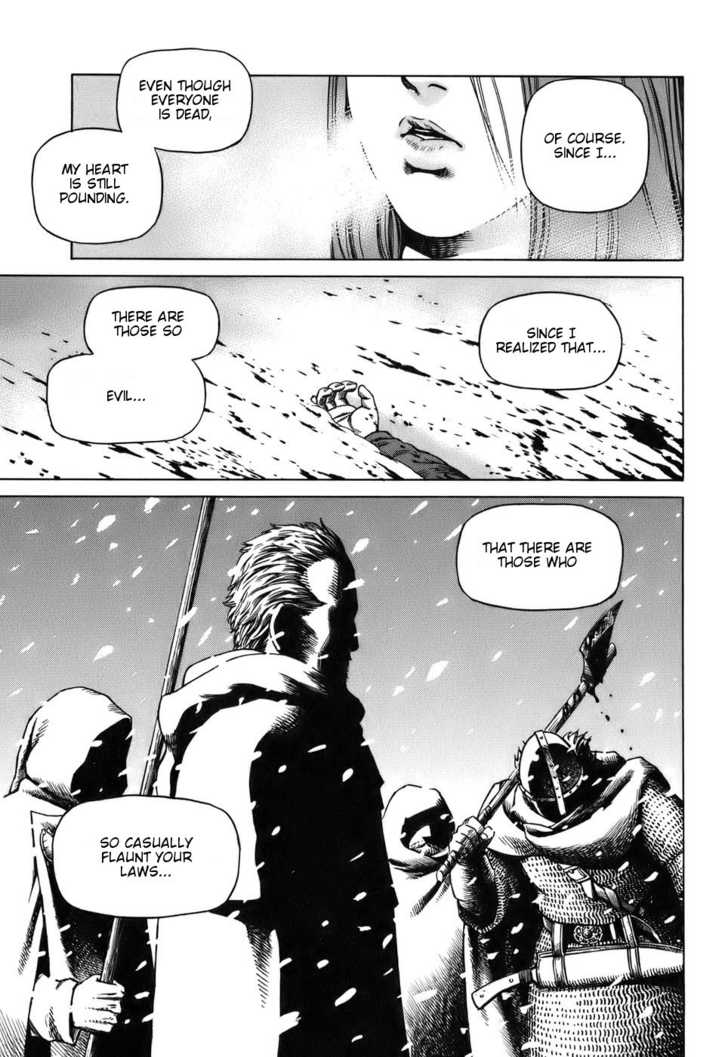 OF COURSE.
SINCE I...
EVEN THOUGH
EVERYONE
IS DEAD,
MY HEART
IS STILL
POUNDING.
SINCE I
REALIZED THAT...
THERE ARE
THOSE SO
EVIL...
THAT THERE ARE
THOSE WHO
SO CASUALLY
FLAUNT YOUR
LAWS...